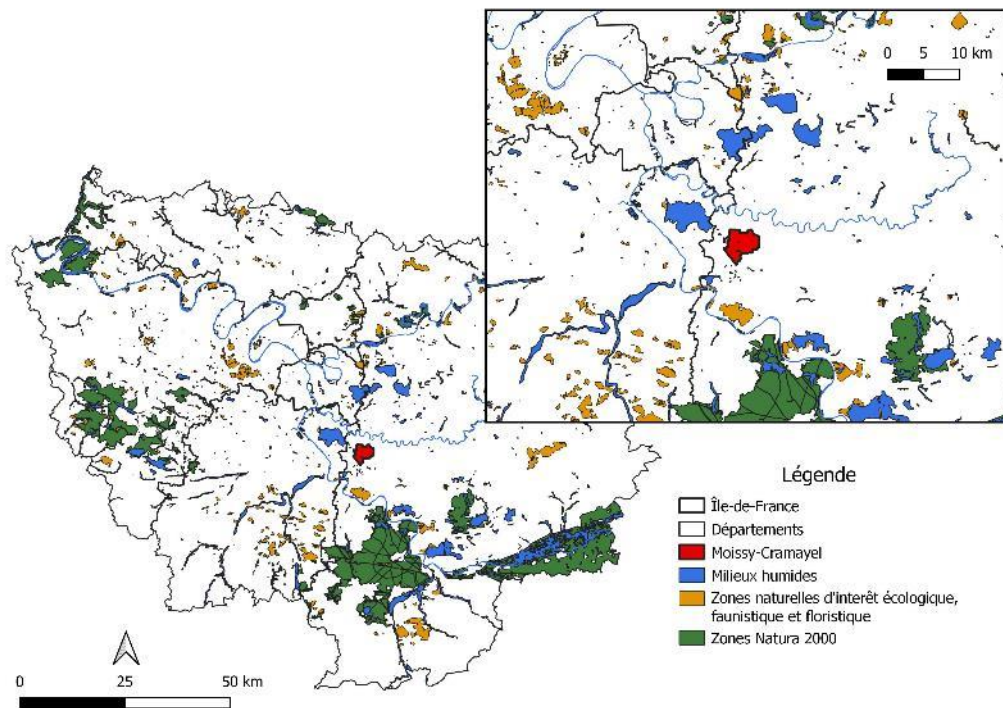 0 5 10 km
Légende
Île-de-France
Départements
Moissy-Cramayel
Milieux humides
Zones naturelles d'interêt écologique,
faunistique et floristique
Zones Natura 2000
0 25 50 km